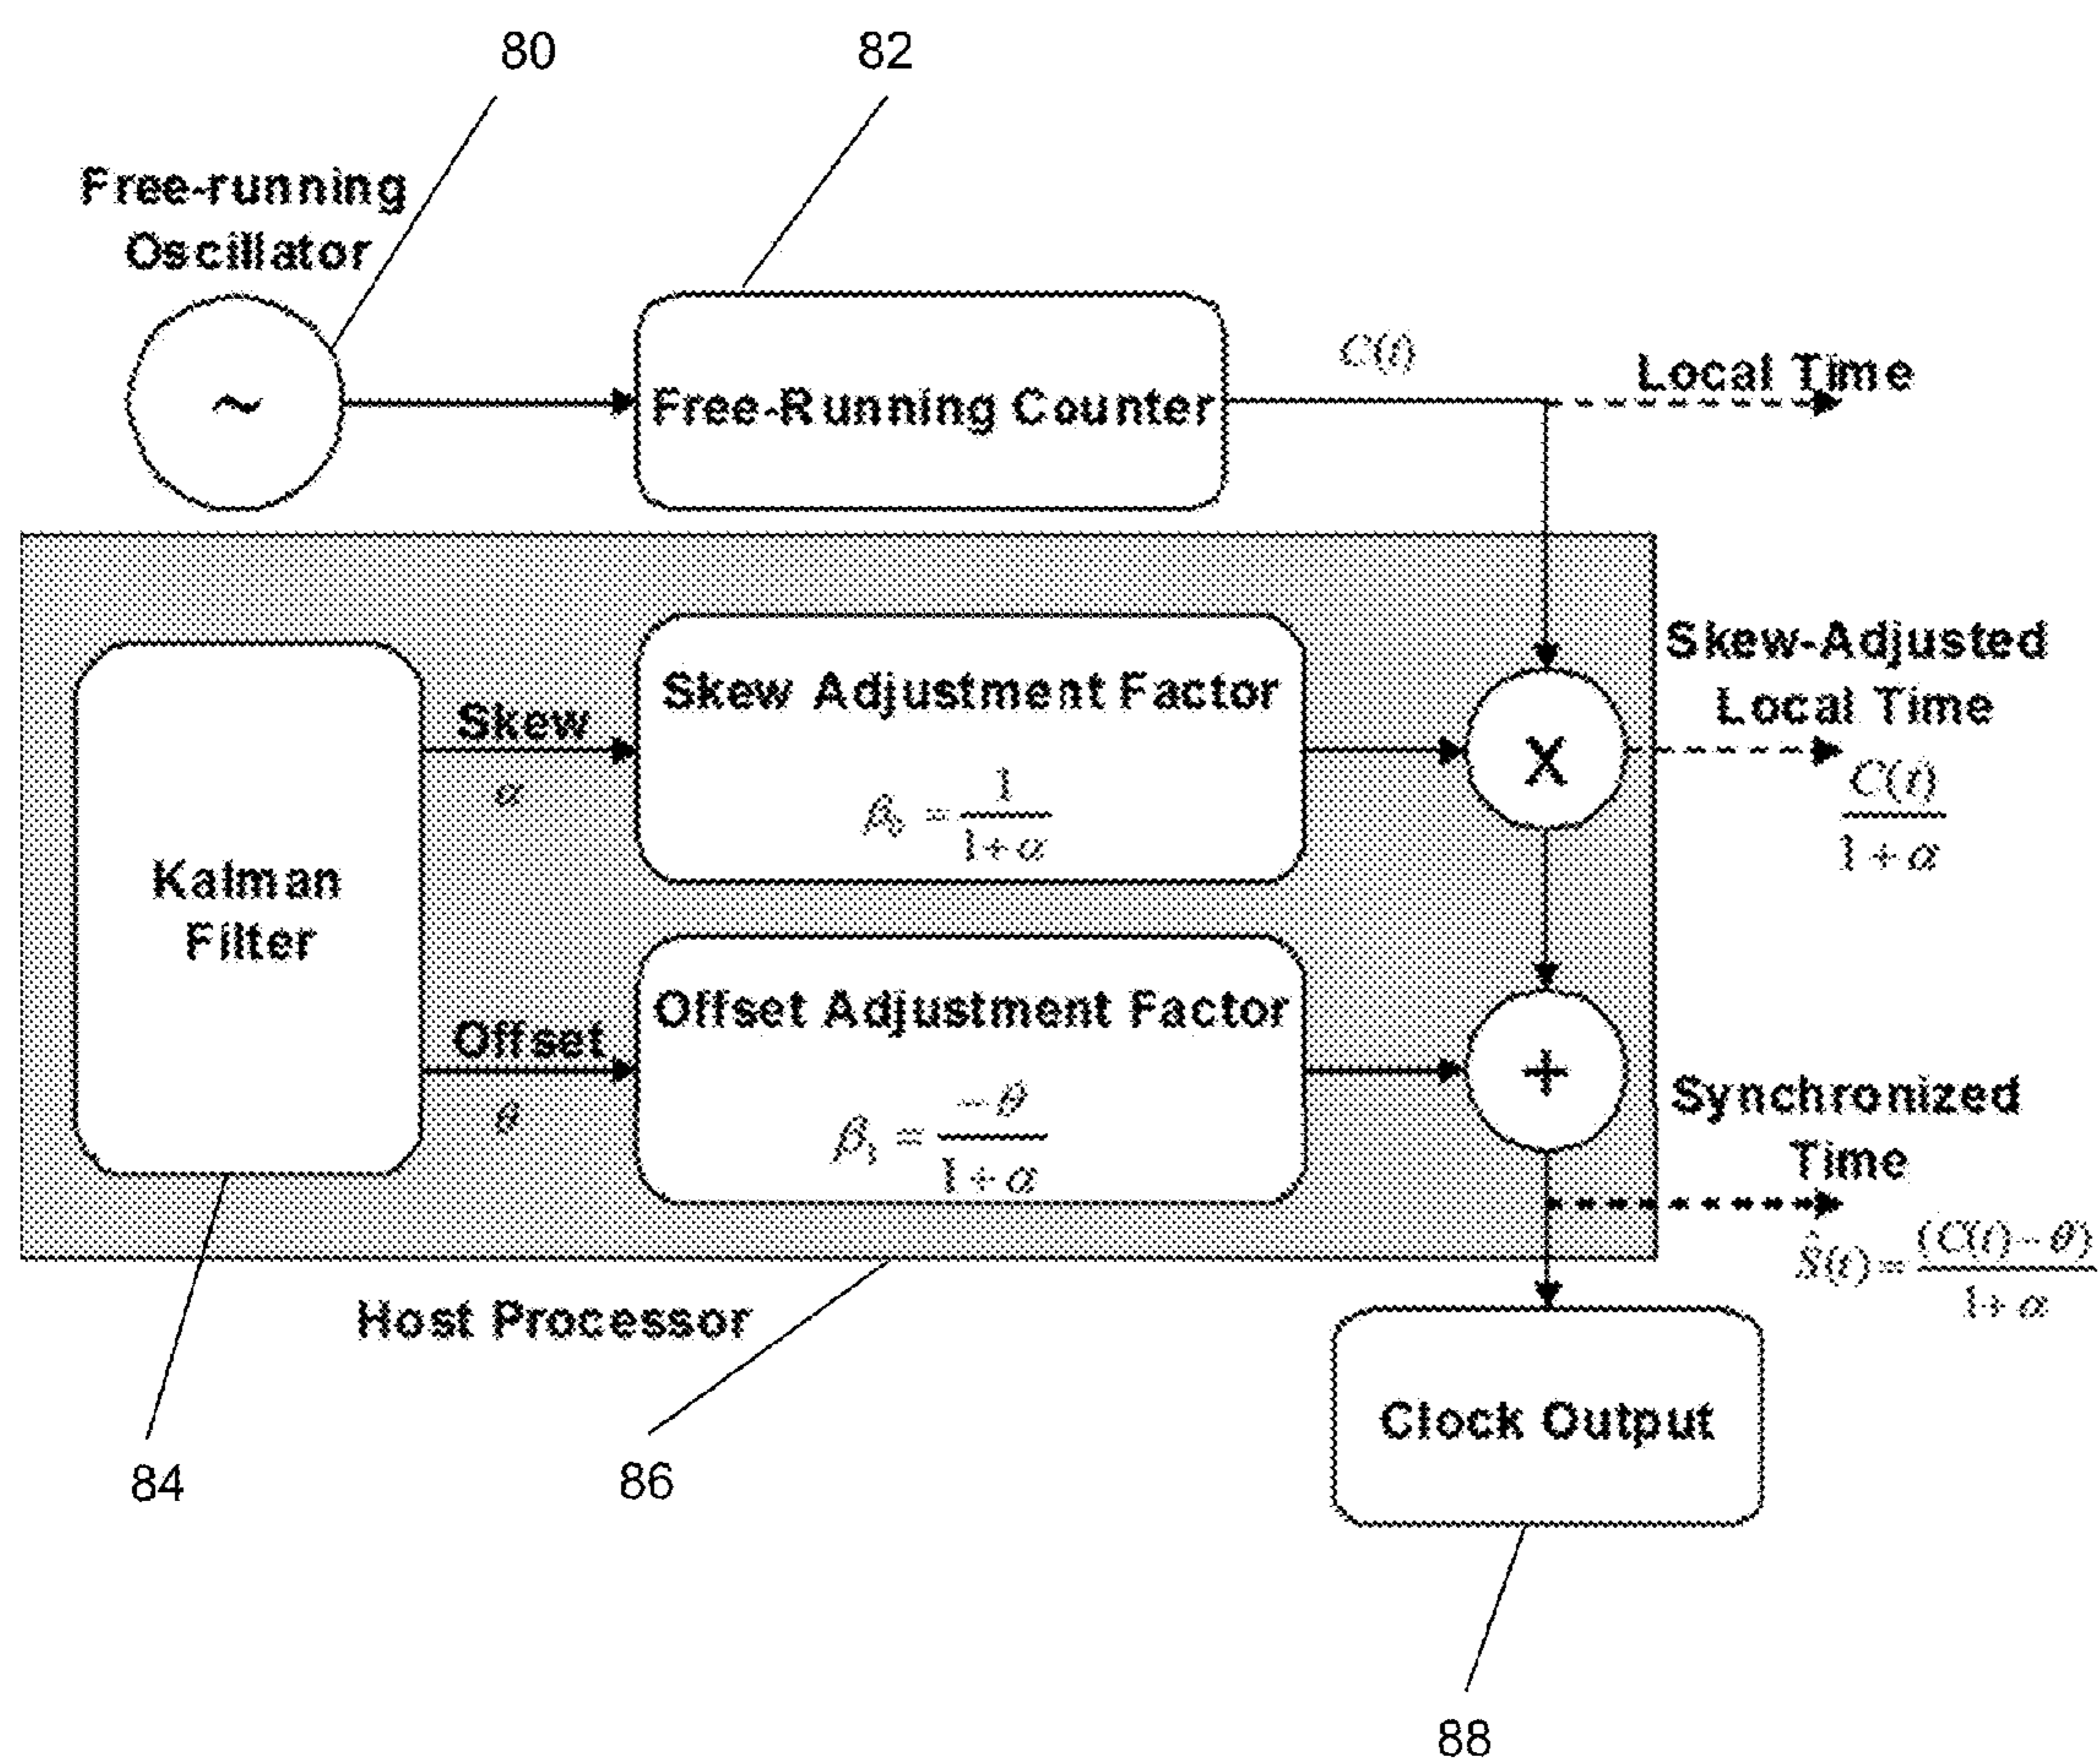 80
82
Free-running
Oscillator
~
Free-Running Counter
C(t)
Local Time
Skew
α
Skew Adjustment Factor
β₀ = 1/(1+α)
X
Skew-Adjusted
Local Time
C(t)/(1+α)
Kalman
Filter
Offset
θ
Offset Adjustment Factor
β₁ = −θ/(1+α)
+
Synchronized
Time
Ŝ(t) = (C(t)−θ)/(1+α)
Host Processor
Clock Output
84
86
88